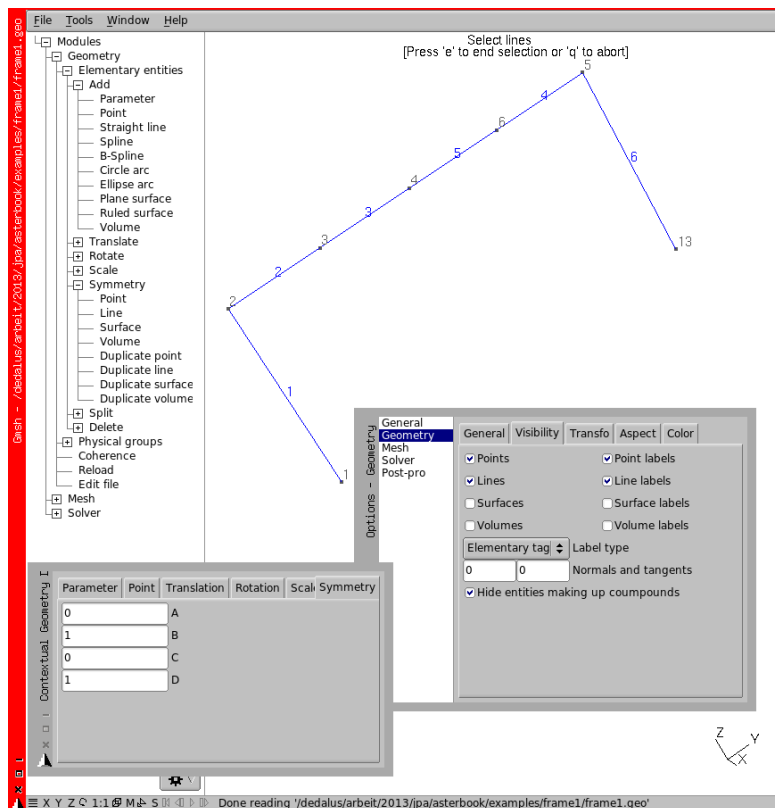 File Tools Window Help
Gmsh - /dedalus/arbeit/2013/jpa/asterbook/examples/frame1/frame1.geo
Modules
Geometry
Elementary entities
Add
Parameter
Point
Straight line
Spline
B-Spline
Circle arc
Ellipse arc
Plane surface
Ruled surface
Volume
Translate
Rotate
Scale
Symmetry
Point
Line
Surface
Volume
Duplicate point
Duplicate line
Duplicate surface
Duplicate volume
Split
Delete
Physical groups
Coherence
Reload
Edit file
Mesh
Solver
Select lines
[Press 'e' to end selection or 'q' to abort]
5
4
6
5
4
3
3
2
2
1
1
6
13
Options - Geometry
General
Geometry
Mesh
Solver
Post-pro
General Visibility Transfo Aspect Color
Points Point labels
Lines Line labels
Surfaces Surface labels
Volumes Volume labels
Elementary tag Label type
0 0 Normals and tangents
Hide entities making up coumpounds
Contextual Geometry
Parameter Point Translation Rotation Scal Symmetry
0 A
1 B
0 C
1 D
Z
Y
X
X Y Z 1:1 M S Done reading '/dedalus/arbeit/2013/jpa/asterbook/examples/frame1/frame1.geo'